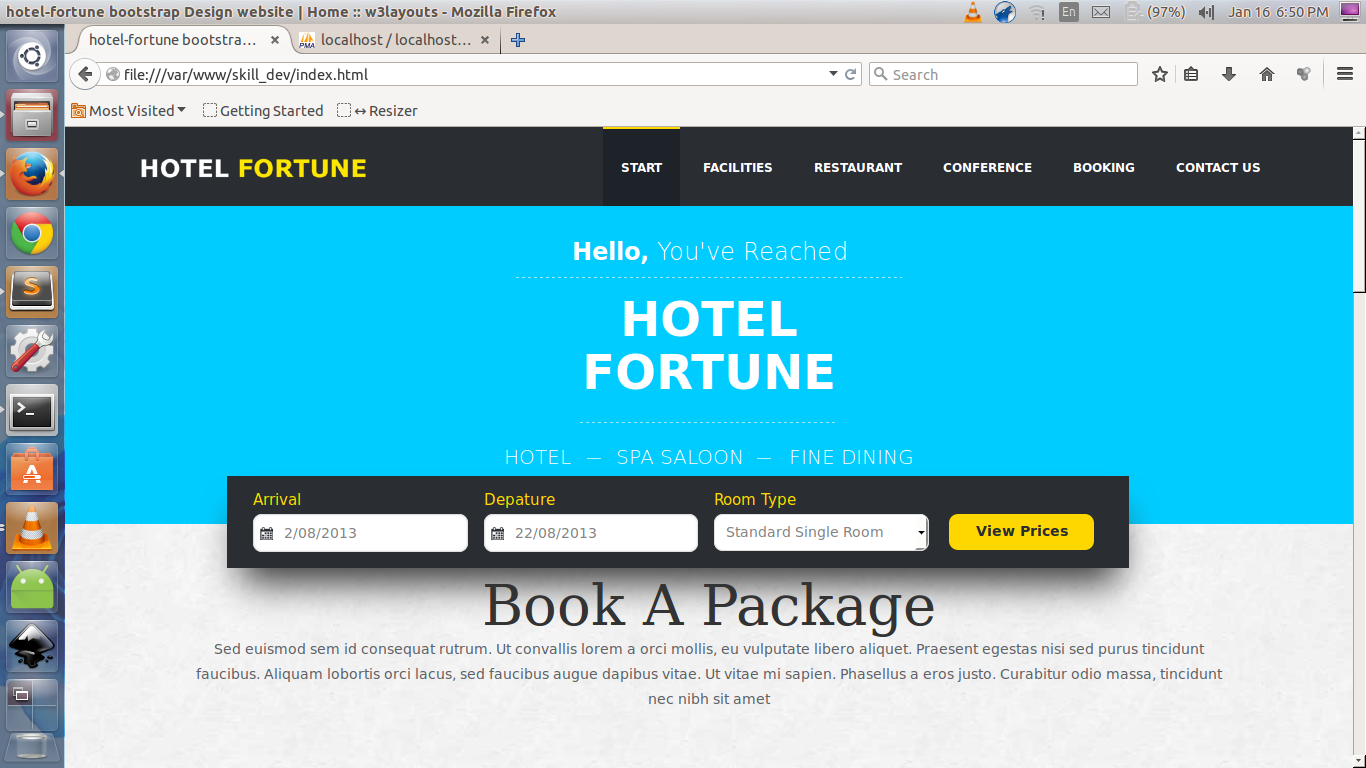 hotel-fortune bootstrap Design website | Home :: w3layouts - Mozilla Firefox
En (97%) Jan 16 6:50 PM
hotel-fortune bootstra... PMA localhost / localhost...
file:///var/www/skill_dev/index.html Search
Most Visited Getting Started ↔ Resizer
HOTEL FORTUNE START FACILITIES RESTAURANT CONFERENCE BOOKING CONTACT US
Hello, You've Reached
HOTEL
FORTUNE
HOTEL — SPA SALOON — FINE DINING
Arrival Depature Room Type
2/08/2013 22/08/2013 Standard Single Room View Prices
Book A Package
Sed euismod sem id consequat rutrum. Ut convallis lorem a orci mollis, eu vulputate libero aliquet. Praesent egestas nisi sed purus tincidunt
faucibus. Aliquam lobortis orci lacus, sed faucibus augue dapibus vitae. Ut vitae mi sapien. Phasellus a eros justo. Curabitur odio massa, tincidunt
nec nibh sit amet